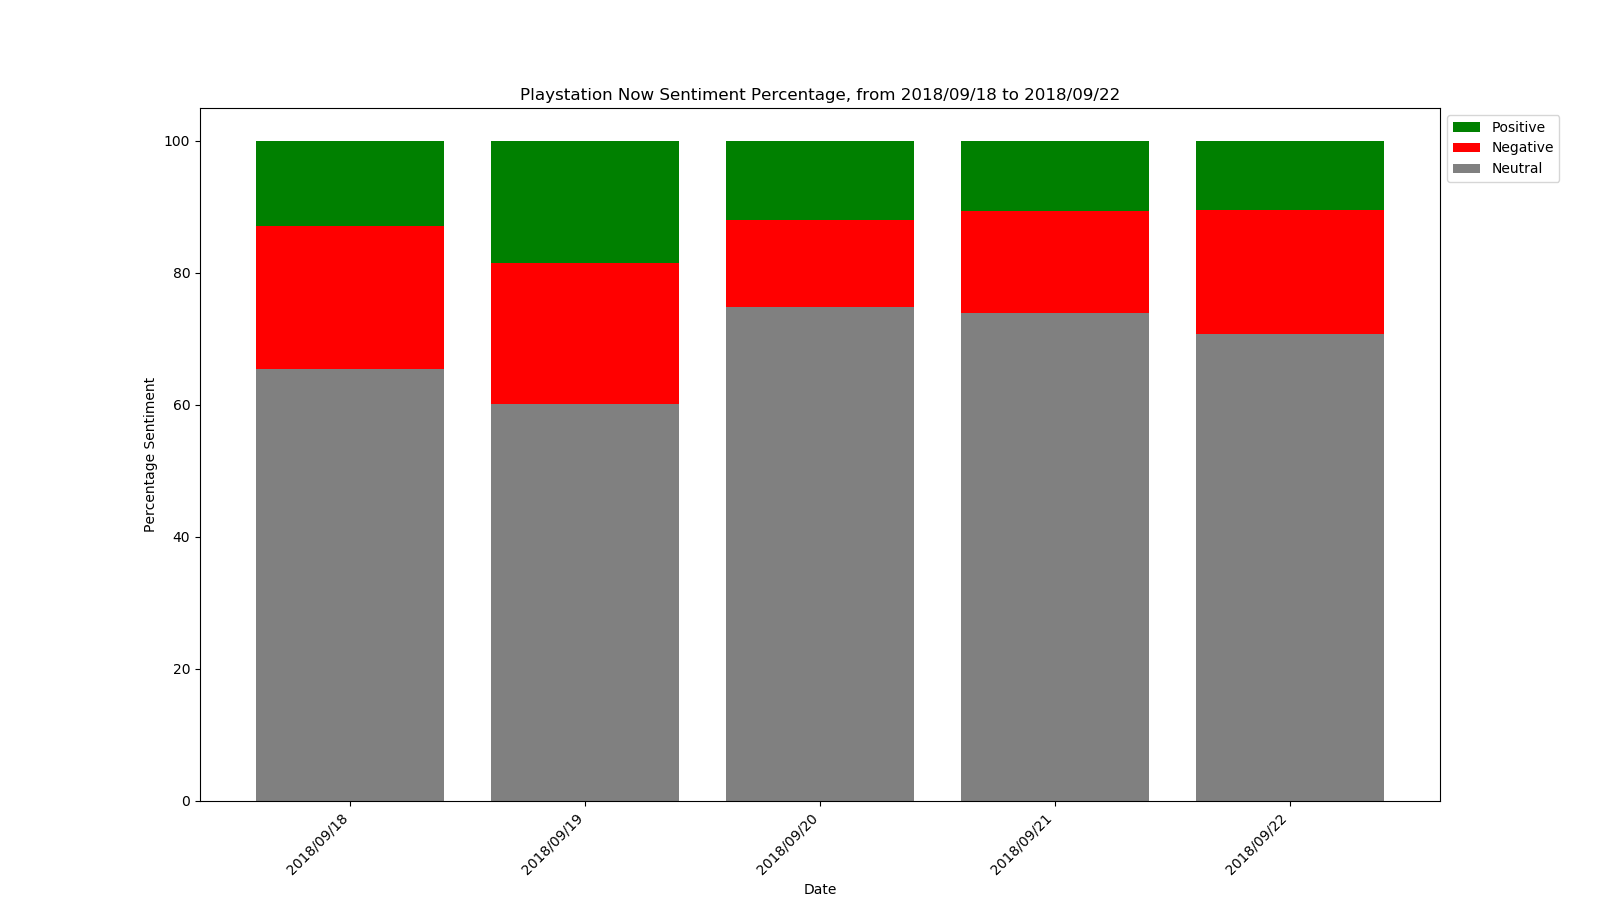 Playstation Now Sentiment Percentage, from 2018/09/18 to 2018/09/22
Positive
Negative
Neutral
Percentage Sentiment
100
80
60
40
20
0
2018/09/18
2018/09/19
2018/09/20
2018/09/21
2018/09/22
Date